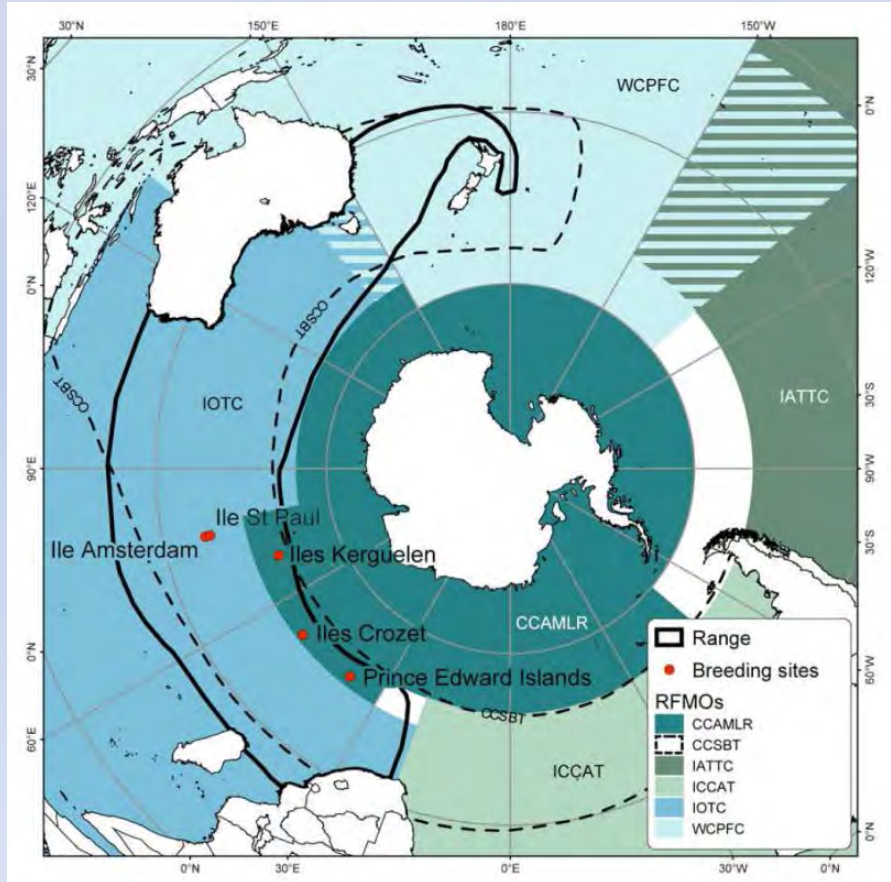 30°N
150°E
180°E
150°W
30°N
WCPFC
0°N
120°E
120°W
0°N
CCSBT
CCSBT
IOTC
30°S
IATTC
90°E
90°W
Ile St Paul
Ile Amsterdam
Iles Kerguelen
30°S
Iles Crozet
CCAMLR
0°N
Prince Edward Islands
60°W
CCSBT
60°E
ICCAT
0°N
Range
Breeding sites
RFMOs
CCAMLR
CCSBT
IATTC
ICCAT
IOTC
WCPFC
0°N
30°E
0°E
30°W
0°N